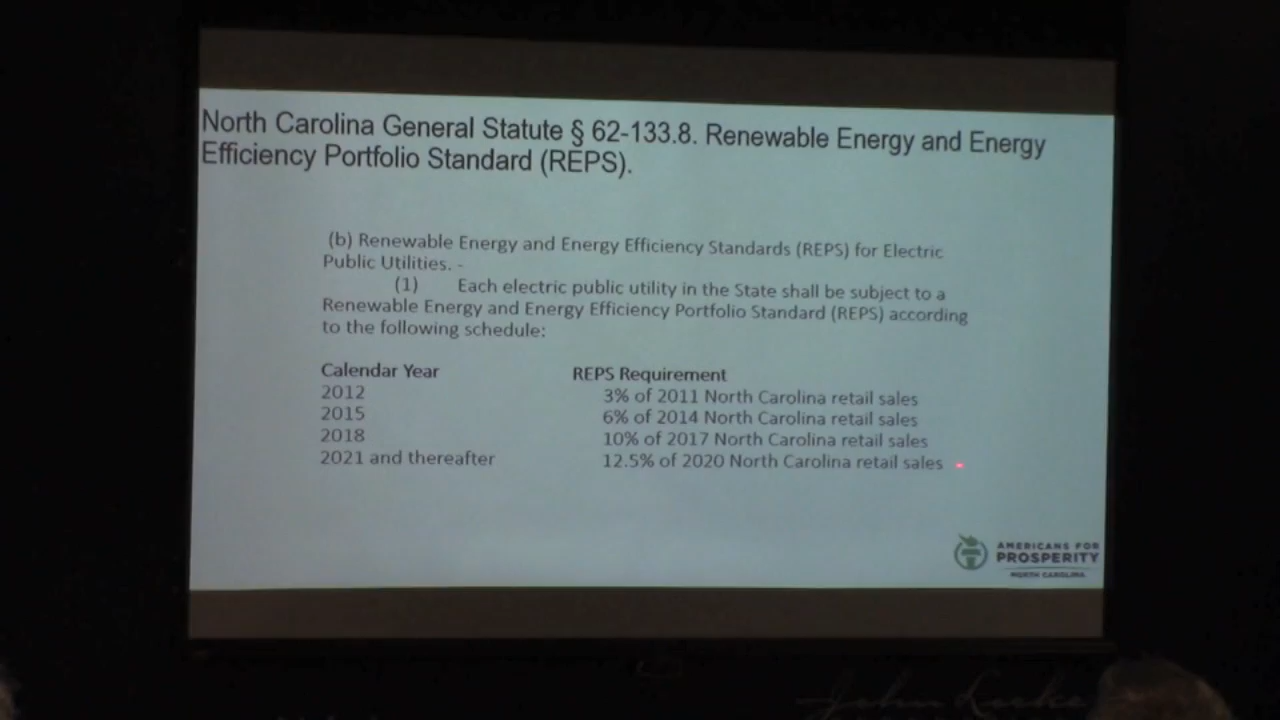 North Carolina General Statute § 62-133.8. Renewable Energy and Energy
Efficiency Portfolio Standard (REPS).
(b) Renewable Energy and Energy Efficiency Standards (REPS) for Electric
Public Utilities. -
(1) Each electric public utility in the State shall be subject to a
Renewable Energy and Energy Efficiency Portfolio Standard (REPS) according
to the following schedule:
Calendar Year REPS Requirement
2012 3% of 2011 North Carolina retail sales
2015 6% of 2014 North Carolina retail sales
2018 10% of 2017 North Carolina retail sales
2021 and thereafter 12.5% of 2020 North Carolina retail sales
AMERICANS FOR
PROSPERITY
NORTH CAROLINA
John Locke